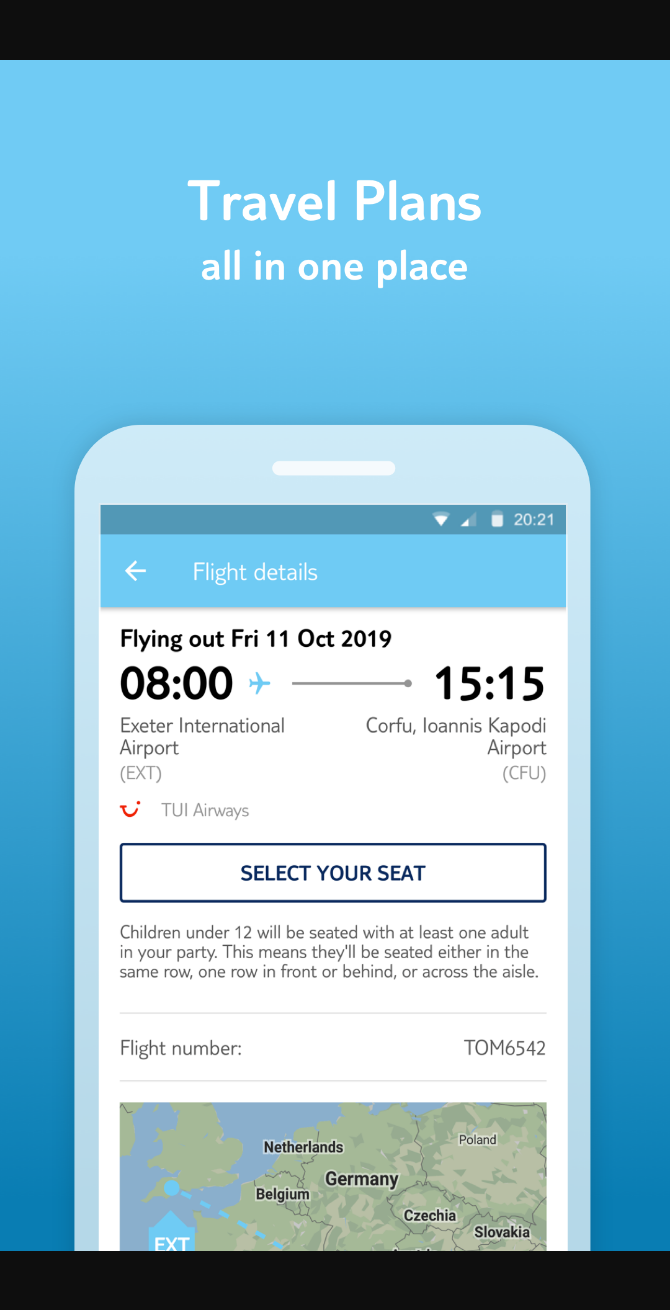 Travel Plans
all in one place
20:21
Flight details
Flying out Fri 11 Oct 2019
08:00 15:15
Exeter International Airport
Corfu, Ioannis Kapodi Airport
(EXT) (CFU)
TUI Airways
SELECT YOUR SEAT
Children under 12 will be seated with at least one adult
in your party. This means they'll be seated either in the
same row, one row in front or behind, or across the aisle.
Flight number: TOM6542
Netherlands
Poland
Germany
Belgium
Czechia
Slovakia
EXT